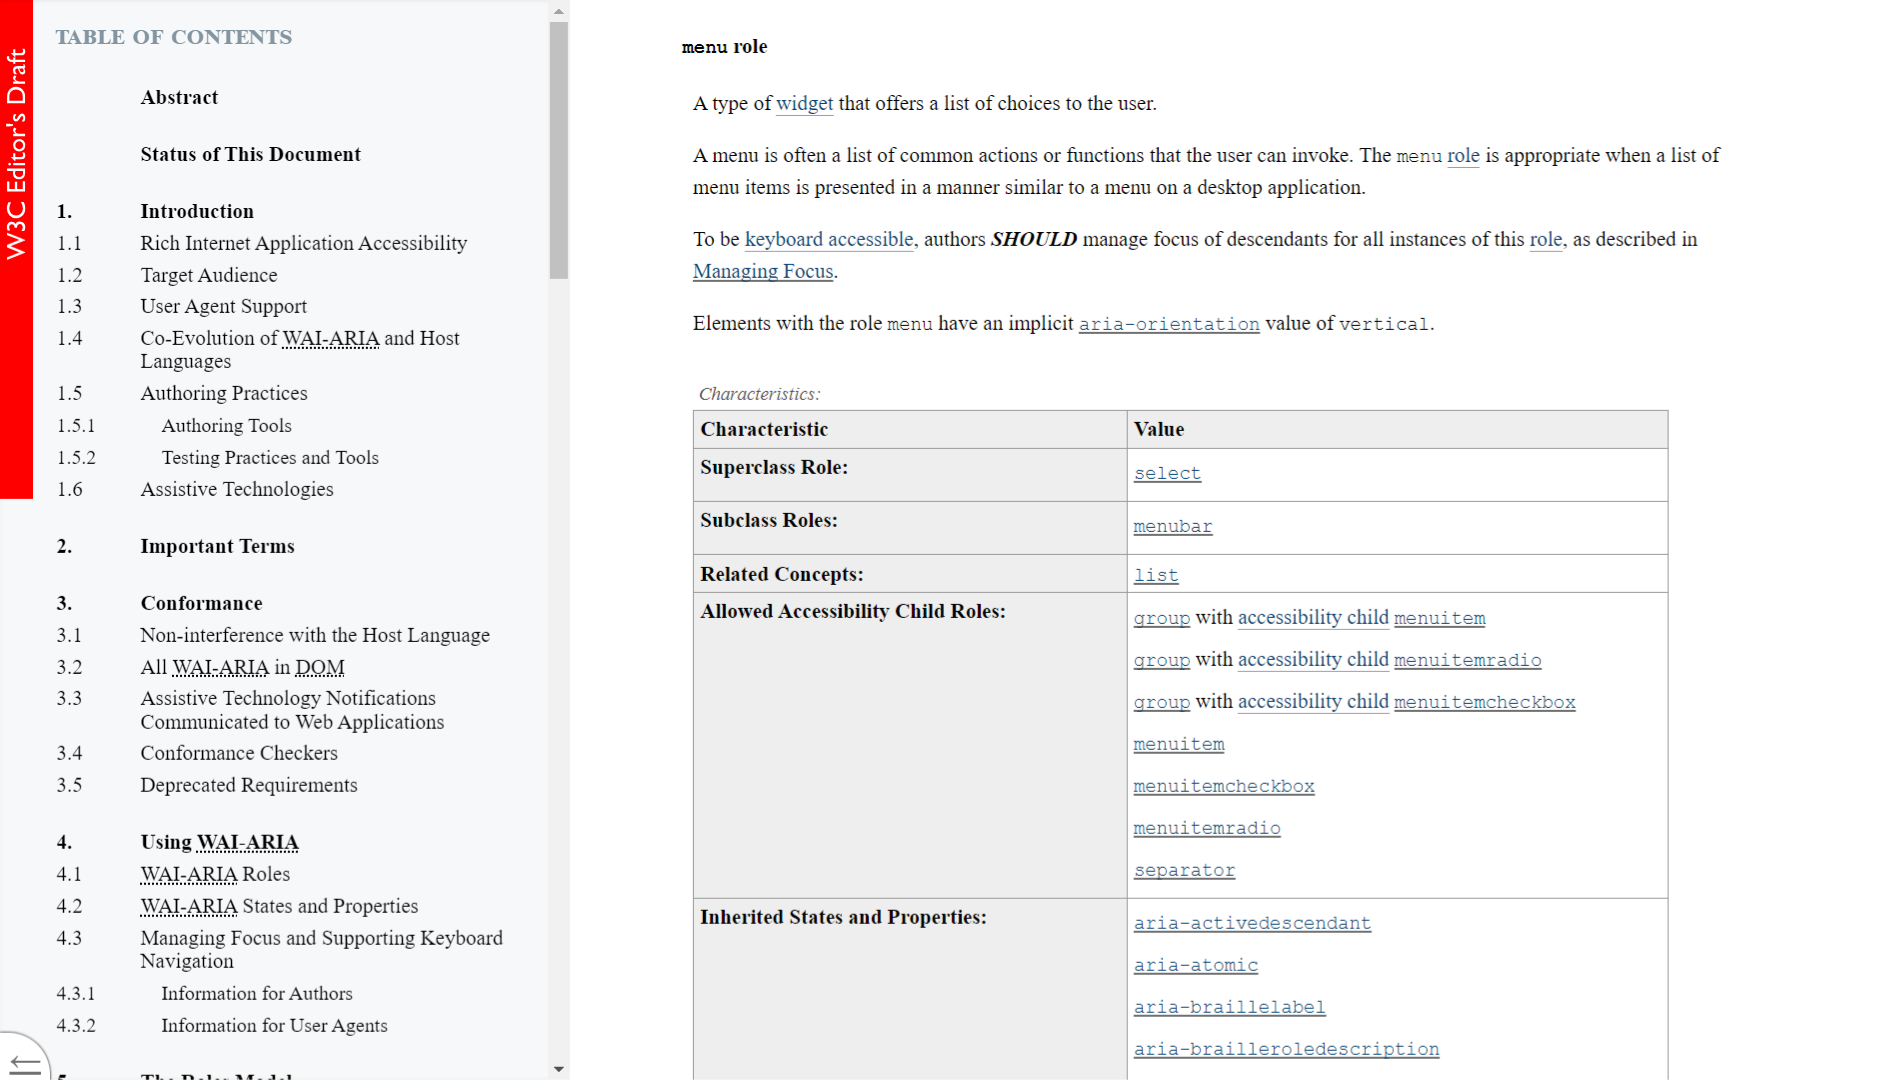 W3C Editor's Draft
TABLE OF CONTENTS
Abstract
Status of This Document
1. Introduction
1.1 Rich Internet Application Accessibility
1.2 Target Audience
1.3 User Agent Support
1.4 Co-Evolution of WAI-ARIA and Host
Languages
1.5 Authoring Practices
1.5.1 Authoring Tools
1.5.2 Testing Practices and Tools
1.6 Assistive Technologies
2. Important Terms
3. Conformance
3.1 Non-interference with the Host Language
3.2 All WAI-ARIA in DOM
3.3 Assistive Technology Notifications
Communicated to Web Applications
3.4 Conformance Checkers
3.5 Deprecated Requirements
4. Using WAI-ARIA
4.1 WAI-ARIA Roles
4.2 WAI-ARIA States and Properties
4.3 Managing Focus and Supporting Keyboard
Navigation
4.3.1 Information for Authors
4.3.2 Information for User Agents
5. The Roles Model
menu role
A type of widget that offers a list of choices to the user.
A menu is often a list of common actions or functions that the user can invoke. The menu role is appropriate when a list of
menu items is presented in a manner similar to a menu on a desktop application.
To be keyboard accessible, authors SHOULD manage focus of descendants for all instances of this role, as described in
Managing Focus.
Elements with the role menu have an implicit aria-orientation value of vertical.
Characteristics:
Characteristic Value
Superclass Role: select
Subclass Roles: menubar
Related Concepts: list
Allowed Accessibility Child Roles: group with accessibility child menuitem
group with accessibility child menuitemradio
group with accessibility child menuitemcheckbox
menuitem
menuitemcheckbox
menuitemradio
separator
Inherited States and Properties: aria-activedescendant
aria-atomic
aria-braillelabel
aria-brailleroledescription